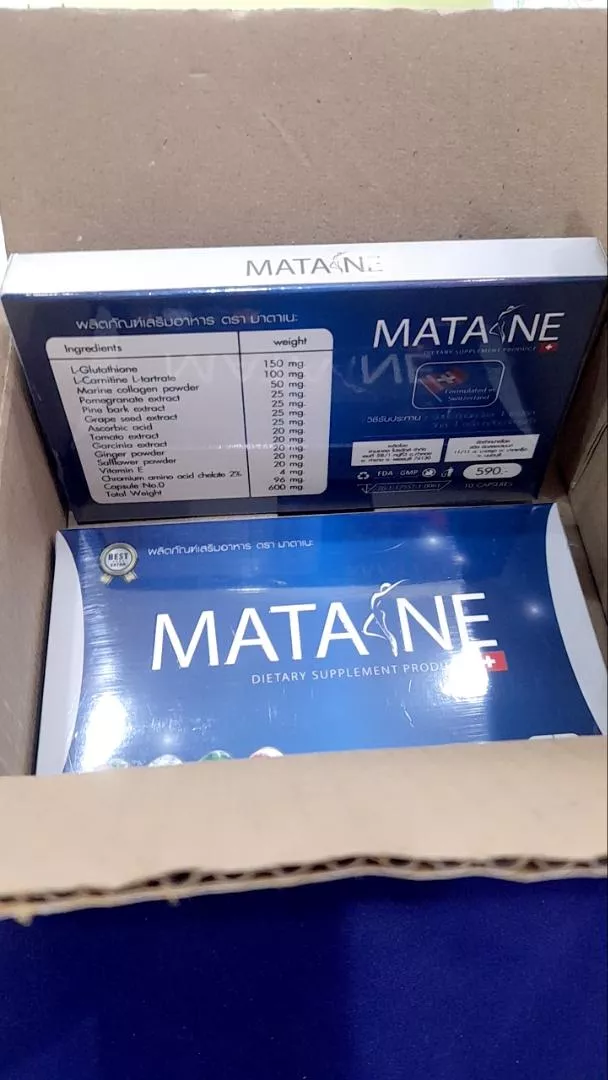 MATANE
ผลิตภัณฑ์เสริมอาหาร ตรา มาตาเนะ
Ingredients weight
L-Glutathione 150 mg.
L-Carnitine L-tartrate 100 mg.
Marine collagen powder 50 mg.
Pomegranate extract 25 mg.
Pine bark extract 25 mg.
Grape seed extract 25 mg.
Ascorbic acid 25 mg.
Tomato extract 20 mg.
Garcinia extract 20 mg.
Ginger powder 20 mg.
Safflower powder 20 mg.
Vitamin E 20 mg.
Chromium amino acid chelate 2% 4 mg.
Capsule No.0 96 mg.
Total Weight 600 mg.
MATANE
DIETARY SUPPLEMENT PRODUCT
Formulated in
Switzerland
วิธีรับประทาน :
FDA GMP
590.-
10 CAPSULES
BEST
ผลิตภัณฑ์เสริมอาหาร ตรา มาตาเนะ
MATANE
DIETARY SUPPLEMENT